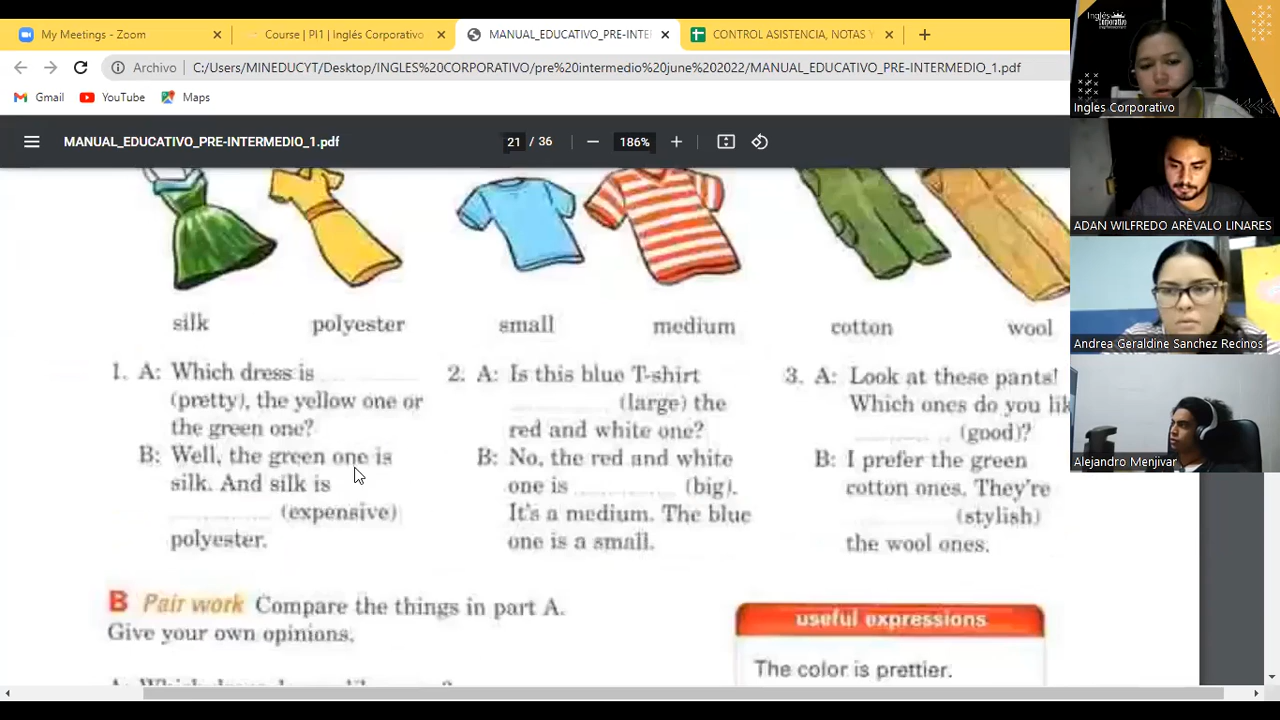 My Meetings - Zoom
Course | PI1 | Inglés Corporativo
MANUAL_EDUCATIVO_PRE-INTE
CONTROL ASISTENCIA, NOTAS Y
Archivo
C:/Users/MINEDUCYT/Desktop/INGLES%20CORPORATIVO/pre%20intermedio%20june%202022/MANUAL_EDUCATIVO_PRE-INTERMEDIO_1.pdf
Gmail
YouTube
Maps
MANUAL_EDUCATIVO_PRE-INTERMEDIO_1.pdf
21 / 36
186%
silk
polyester
small
medium
cotton
wool
1. A: Which dress is
(pretty), the yellow one or
the green one?
B: Well, the green one is
silk. And silk is
(expensive)
polyester.
2. A: Is this blue T-shirt
(large) the
red and white one?
B: No, the red and white
one is (big).
It's a medium. The blue
one is a small.
3. A: Look at these pants!
Which ones do you lik
(good)?
B: I prefer the green
cotton ones. They're
(stylish)
the wool ones.
B Pair work Compare the things in part A.
Give your own opinions.
useful expressions
The color is prettier.
Inglés
Corporativo
Ingles Corporativo
ADAN WILFREDO ARÈVALO LINARES
Andrea Geraldine Sanchez Recinos
Alejandro Menjivar